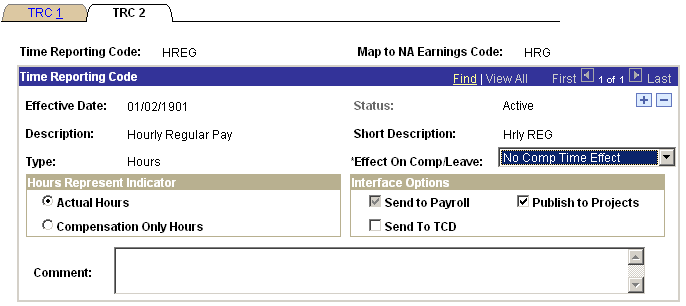 TRC 1 TRC 2
Time Reporting Code: HREG Map to NA Earnings Code: HRG
Time Reporting Code Find | View All First 1 of 1 Last
Effective Date: 01/02/1901 Status: Active
Description: Hourly Regular Pay Short Description: Hrly REG
Type: Hours *Effect On Comp/Leave: No Comp Time Effect
Hours Represent Indicator Interface Options
Actual Hours Send to Payroll Publish to Projects
Compensation Only Hours Send To TCD
Comment: